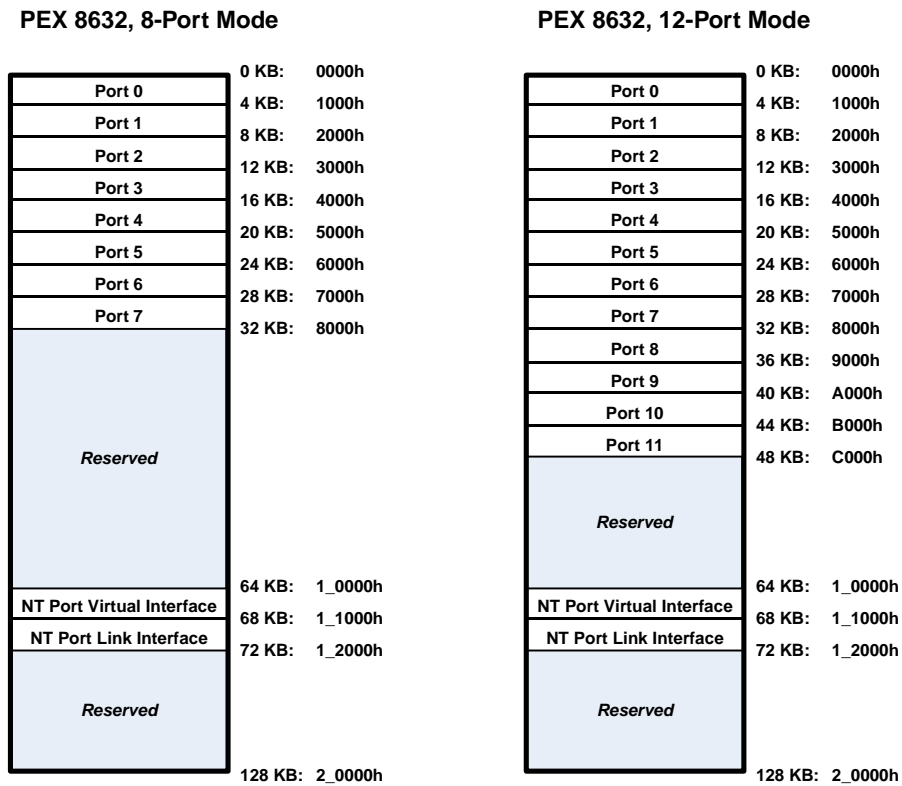 PEX 8632, 8-Port Mode
0 KB: 0000h
Port 0
4 KB: 1000h
Port 1
8 KB: 2000h
Port 2
12 KB: 3000h
Port 3
16 KB: 4000h
Port 4
20 KB: 5000h
Port 5
24 KB: 6000h
Port 6
28 KB: 7000h
Port 7
32 KB: 8000h
Reserved
64 KB: 1_0000h
NT Port Virtual Interface
68 KB: 1_1000h
NT Port Link Interface
72 KB: 1_2000h
Reserved
128 KB: 2_0000h
PEX 8632, 12-Port Mode
0 KB: 0000h
Port 0
4 KB: 1000h
Port 1
8 KB: 2000h
Port 2
12 KB: 3000h
Port 3
16 KB: 4000h
Port 4
20 KB: 5000h
Port 5
24 KB: 6000h
Port 6
28 KB: 7000h
Port 7
32 KB: 8000h
Port 8
36 KB: 9000h
Port 9
40 KB: A000h
Port 10
44 KB: B000h
Port 11
48 KB: C000h
Reserved
64 KB: 1_0000h
NT Port Virtual Interface
68 KB: 1_1000h
NT Port Link Interface
72 KB: 1_2000h
Reserved
128 KB: 2_0000h